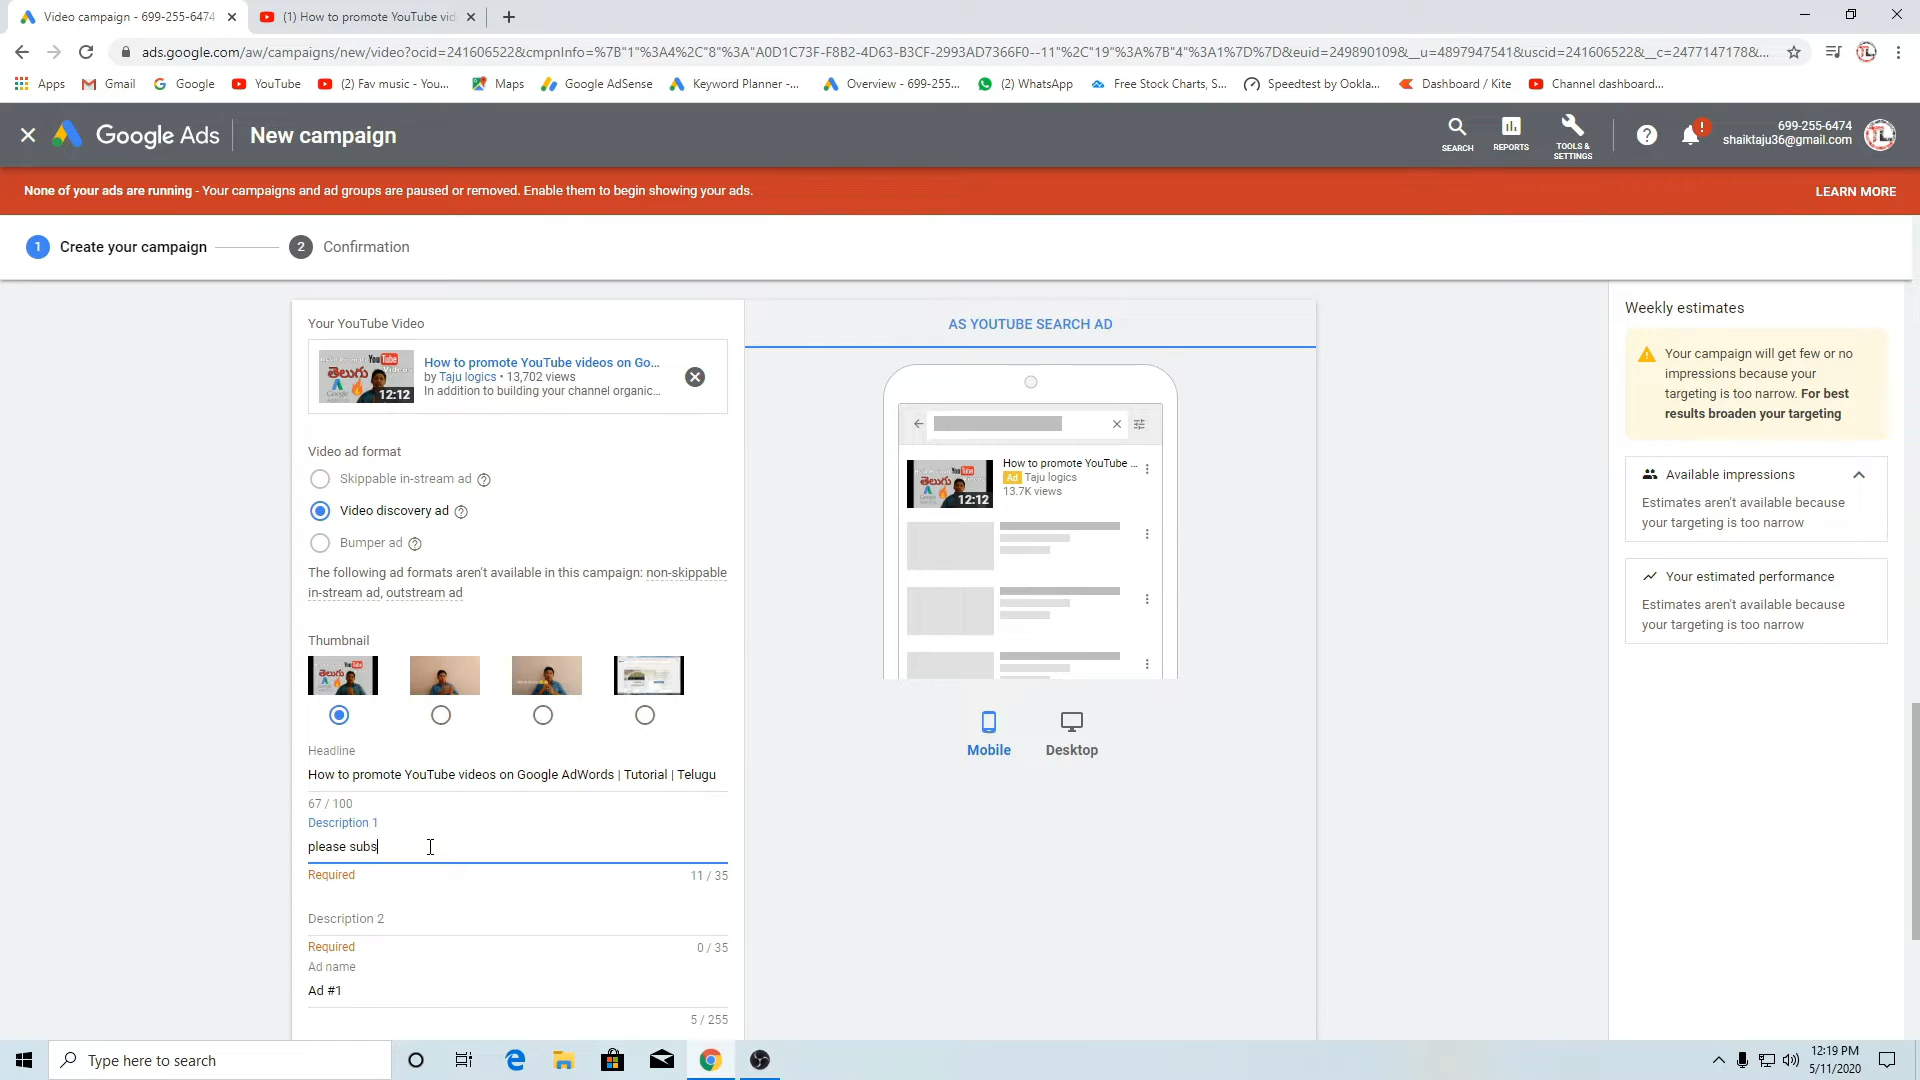 Video campaign - 699-255-6474
(1) How to promote YouTube vid
ads.google.com/aw/campaigns/new/video?ocid=241606522&cmpnInfo=%7B"1"%3A4%2C"8"%3A"A0D1C73F-F8B2-4D63-B3CF-2993AD7366F0--11"%2C"19"%3A%7B"4"%3A1%7D%7D&euid=249890109&__u=4897947541&uscid=241606522&__c=2477147178&...
Apps
Gmail
Google
YouTube
(2) Fav music - You...
Maps
Google AdSense
Keyword Planner -...
Overview - 699-255...
(2) WhatsApp
Free Stock Charts, S...
Speedtest by Ookla...
Dashboard / Kite
Channel dashboard...
Google Ads
New campaign
SEARCH
REPORTS
TOOLS &
SETTINGS
699-255-6474
shaiktaju36@gmail.com
None of your ads are running - Your campaigns and ad groups are paused or removed. Enable them to begin showing your ads.
LEARN MORE
1 Create your campaign
2 Confirmation
Your YouTube Video
YouTube
తెలుగు
12:12
How to promote YouTube videos on Go...
by Taju logics • 13,702 views
In addition to building your channel organic...
Video ad format
Skippable in-stream ad
Video discovery ad
Bumper ad
The following ad formats aren't available in this campaign: non-skippable
in-stream ad, outstream ad
Thumbnail
తెలుగు
Headline
How to promote YouTube videos on Google AdWords | Tutorial | Telugu
67 / 100
Description 1
please subs
Required
11 / 35
Description 2
Required
0 / 35
Ad name
Ad #1
5 / 255
AS YOUTUBE SEARCH AD
తెలుగు
12:12
How to promote YouTube ...
Ad Taju logics
13.7K views
Mobile
Desktop
Weekly estimates
Your campaign will get few or no
impressions because your
targeting is too narrow. For best
results broaden your targeting
Available impressions
Estimates aren't available because
your targeting is too narrow
Your estimated performance
Estimates aren't available because
your targeting is too narrow
Type here to search
12:19 PM
5/11/2020